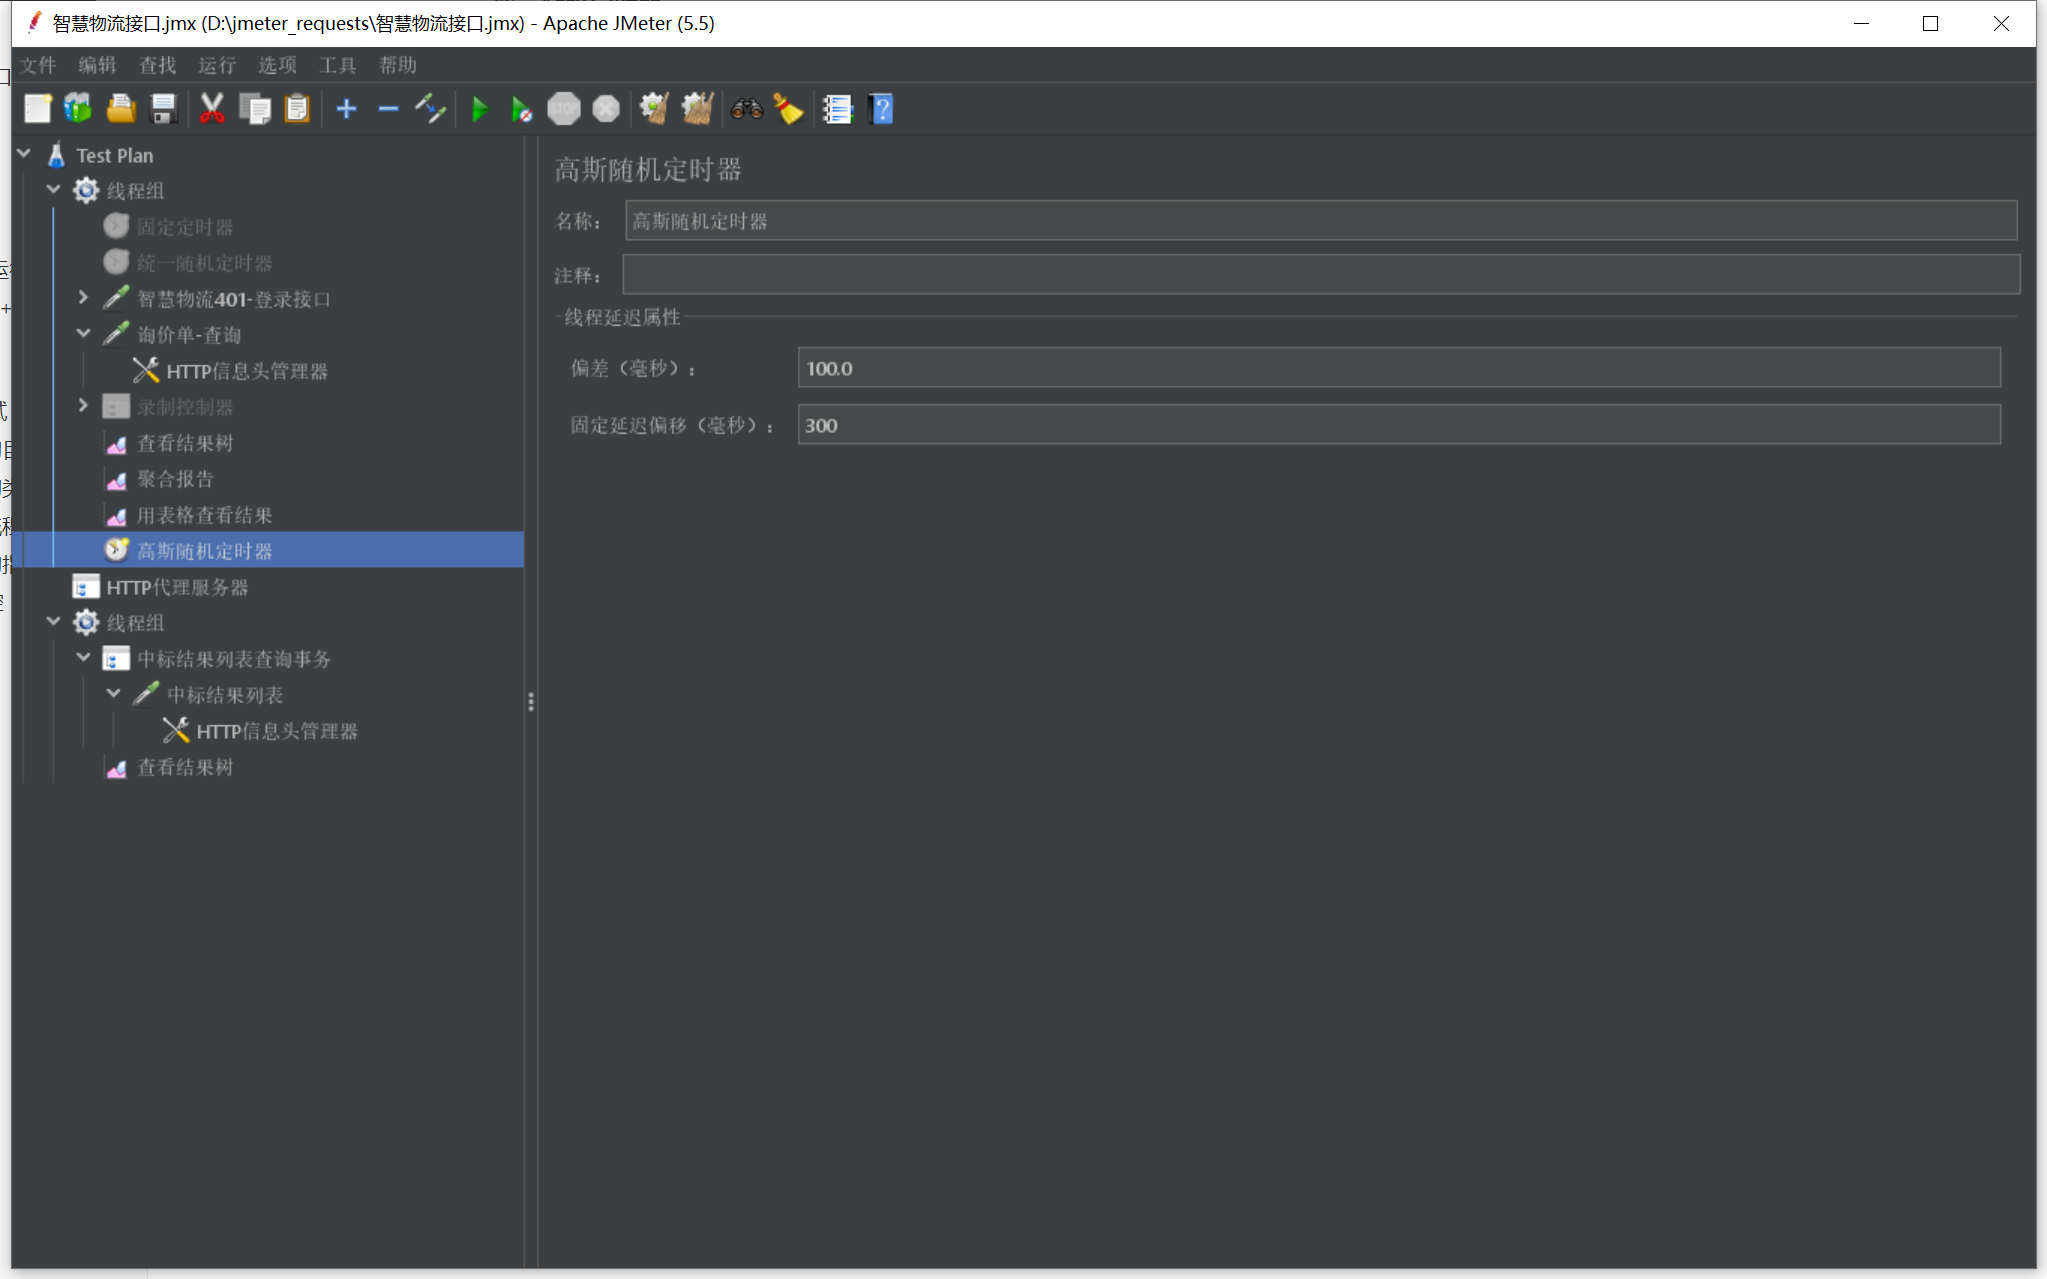 智慧物流接口.jmx (D:\jmeter_requests\智慧物流接口.jmx) - Apache JMeter (5.5)
文件 编辑 查找 运行 选项 工具 帮助
STOP
Test Plan
线程组
固定定时器
统一随机定时器
智慧物流401-登录接口
询价单-查询
HTTP信息头管理器
录制控制器
查看结果树
聚合报告
用表格查看结果
高斯随机定时器
HTTP代理服务器
线程组
中标结果列表查询事务
中标结果列表
HTTP信息头管理器
查看结果树
高斯随机定时器
名称： 高斯随机定时器
注释：
线程延迟属性
偏差（毫秒）： 100.0
固定延迟偏移（毫秒）： 300